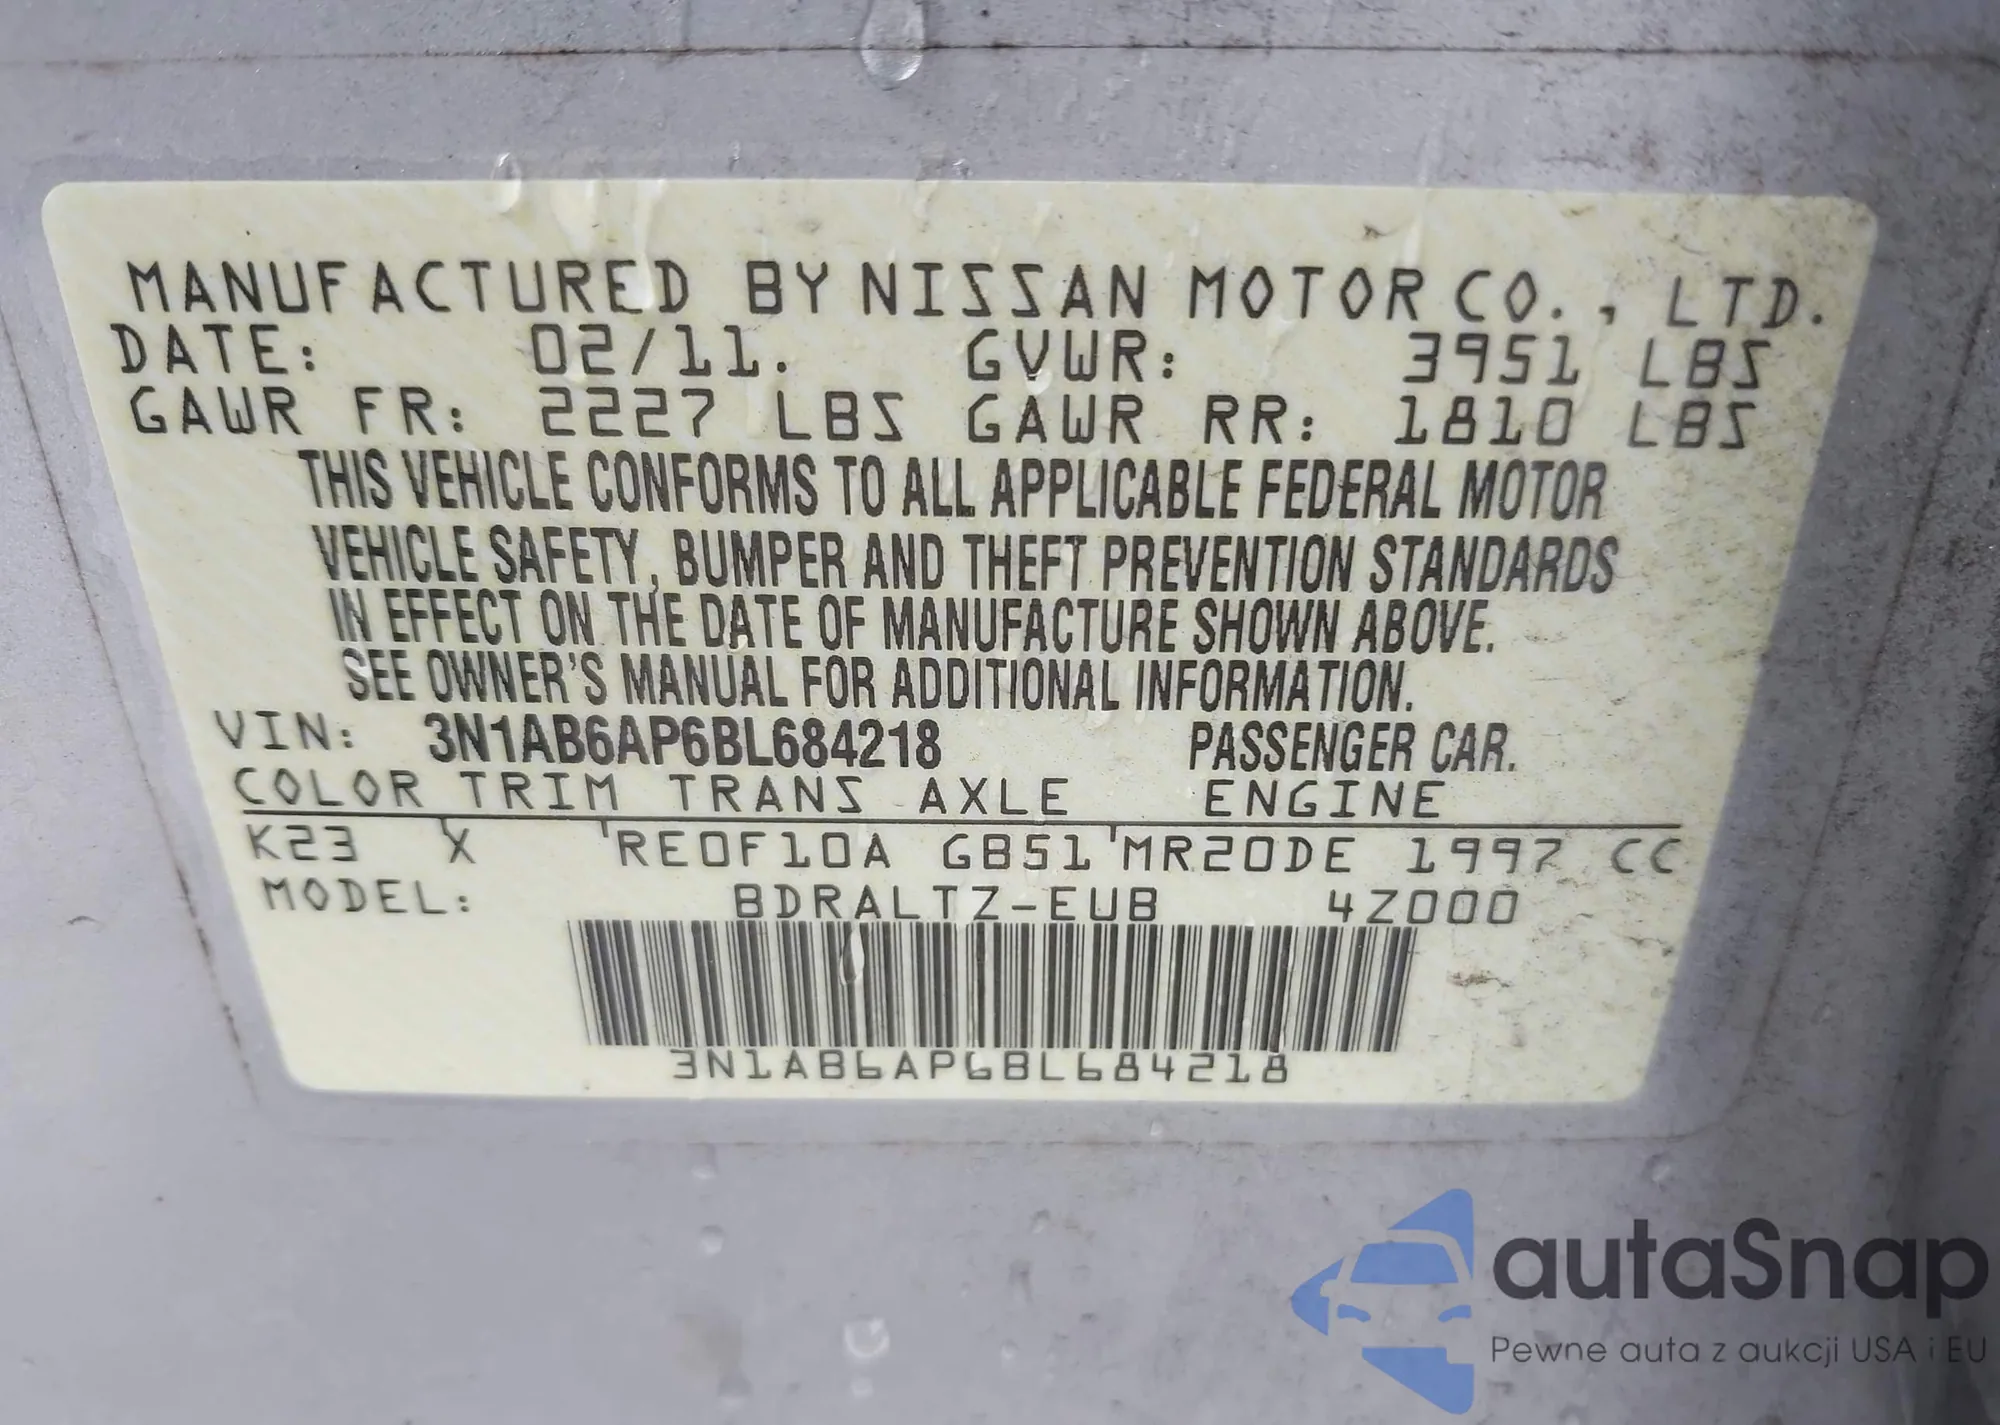 MANUFACTURED BY NISSAN MOTOR CO., LTD.
DATE: 02/11. GVWR: 3951 LBS
GAWR FR: 2227 LBS GAWR RR: 1810 LBS
THIS VEHICLE CONFORMS TO ALL APPLICABLE FEDERAL MOTOR
VEHICLE SAFETY, BUMPER AND THEFT PREVENTION STANDARDS
IN EFFECT ON THE DATE OF MANUFACTURE SHOWN ABOVE.
SEE OWNER'S MANUAL FOR ADDITIONAL INFORMATION.
VIN: 3N1AB6AP6BL684218 PASSENGER CAR.
COLOR TRIM TRANS AXLE ENGINE
K23 X RE0F10A GB51 MR20DE 1997 CC
MODEL: BDRALTZ-EUB 4Z000
3N1AB6AP6BL684218
autaSnap
Pewne auta z aukcji USA i EU